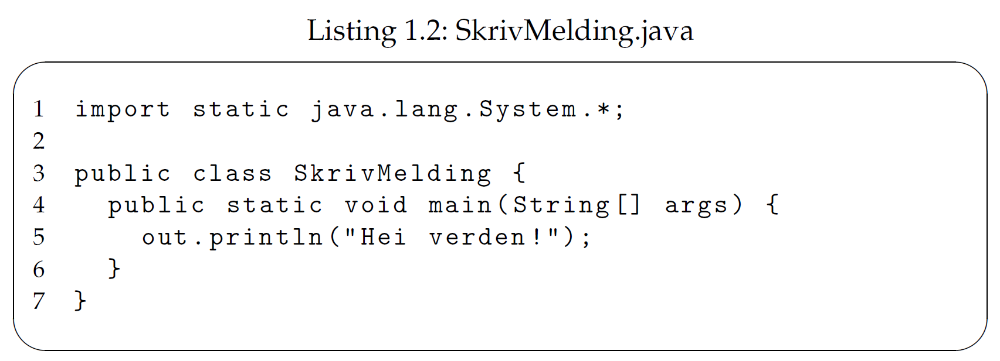 Listing 1.2: SkrivMelding.java
1 import static java.lang.System.*;
2
3 public class SkrivMelding {
4   public static void main(String[] args) {
5     out.println("Hei verden!");
6   }
7 }